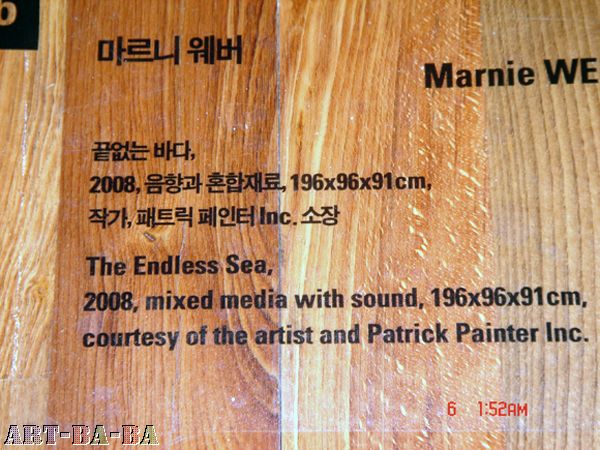 6
마르니 웨버
Marnie WE
끝없는 바다,
2008, 음향과 혼합재료, 196x96x91cm,
작가, 패트릭 페인터 Inc. 소장
The Endless Sea,
2008, mixed media with sound, 196x96x91cm,
courtesy of the artist and Patrick Painter Inc.
6 1:52AM
ART-BA-BA